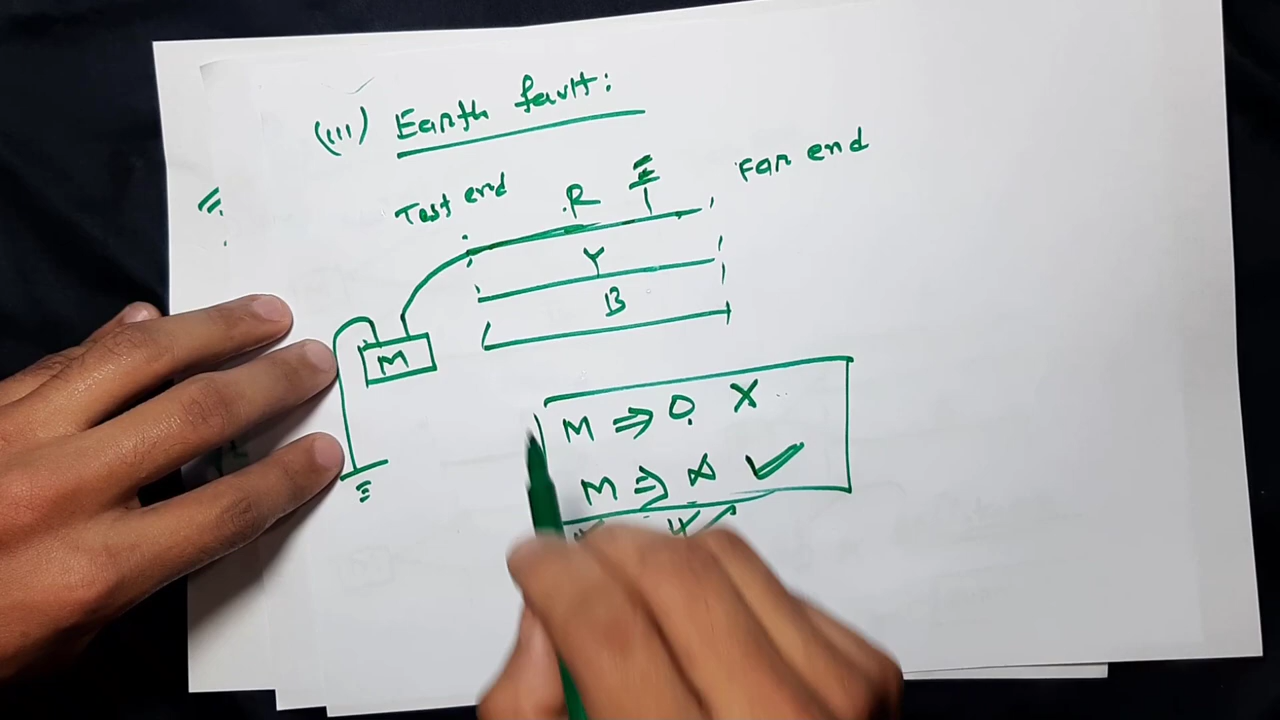 (iii) Earth fault:
Test end
R
Far end
Y
B
M
M ⇒ 0 X
M ⇒ ∞ ✓